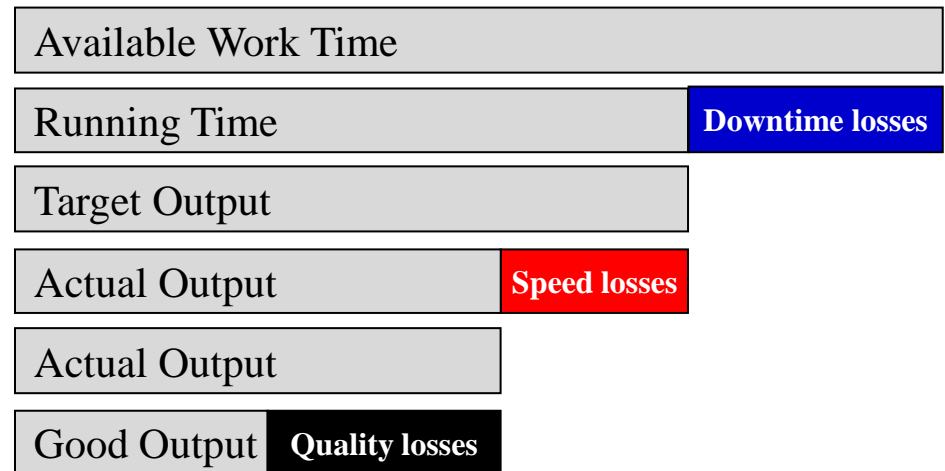 Available Work Time
Running Time
Downtime losses
Target Output
Actual Output
Speed losses
Actual Output
Good Output
Quality losses